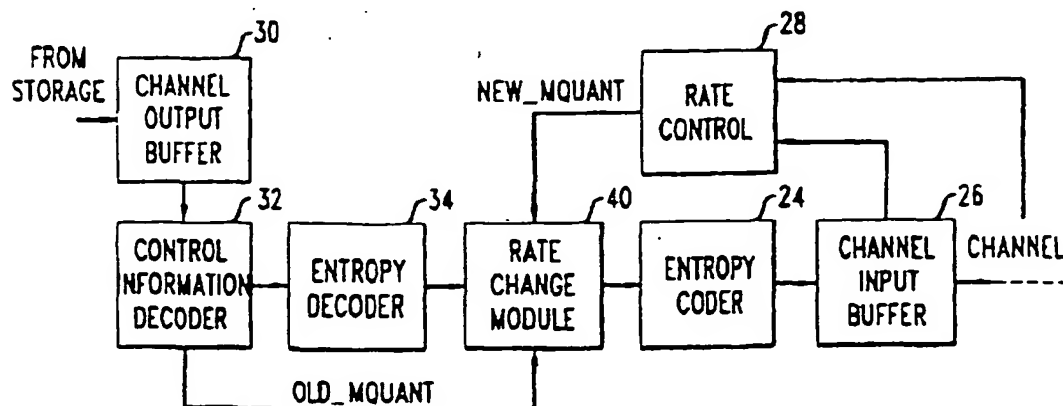 30
FROM
STORAGE
CHANNEL
OUTPUT
BUFFER
28
NEW_MQUANT
RATE
CONTROL
32
CONTROL
NFORMATION
DECODER
34
ENTROPY
DECODER
40
RATE
CHANGE
MODULE
24
ENTROPY
CODER
26
CHANNEL
INPUT
BUFFER
CHANNEL
OLD_MQUANT